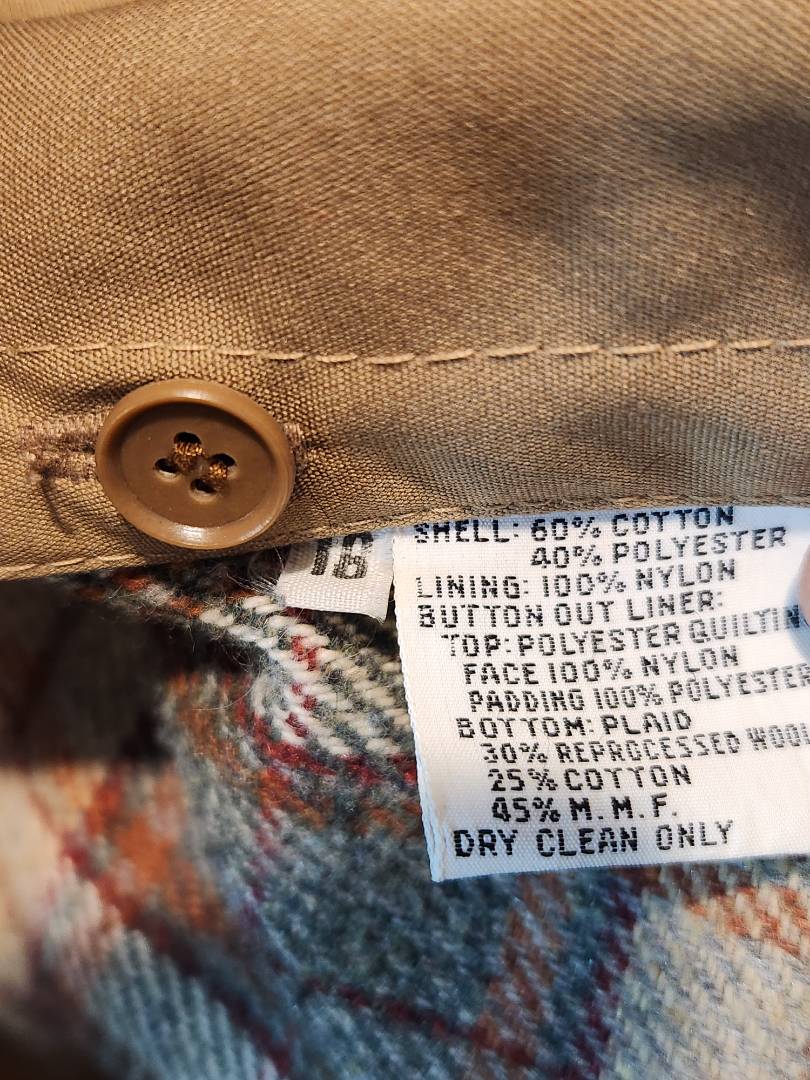 16
SHELL: 60% COTTON
40% POLYESTER
LINING: 100% NYLON
BUTTON OUT LINER:
TOP: POLYESTER QUILTIN
FACE 100% NYLON
PADDING 100% POLYESTER
BOTTOM: PLAID
30% REPROCESSED WOOL
25% COTTON
45% M.M.F.
DRY CLEAN ONLY